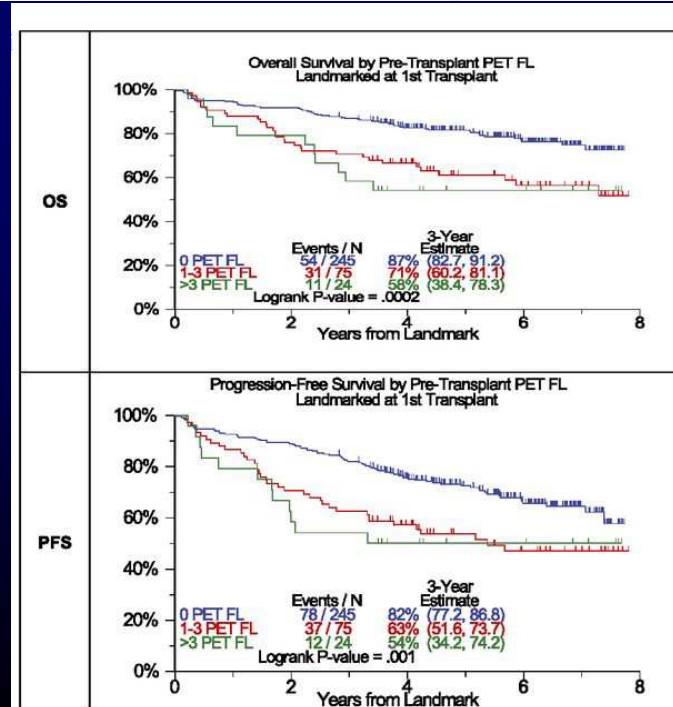 OS
Overall Survival by Pre-Transplant PET FL
Landmarked at 1st Transplant
100%
80%
60%
40%
20%
0%
3-Year
Events / N Estimate
0 PET FL 54 / 245 87% (82.7, 91.2)
1-3 PET FL 31 / 75 71% (60.2, 81.1)
>3 PET FL 11 / 24 58% (38.4, 78.3)
Logrank P-value = .0002
0 2 4 6 8
Years from Landmark
PFS
Progression-Free Survival by Pre-Transplant PET FL
Landmarked at 1st Transplant
100%
80%
60%
40%
20%
0%
3-Year
Events / N Estimate
0 PET FL 78 / 245 82% (77.2, 86.8)
1-3 PET FL 37 / 75 63% (51.6, 73.7)
>3 PET FL 12 / 24 54% (34.2, 74.2)
Logrank P-value = .001
0 2 4 6 8
Years from Landmark